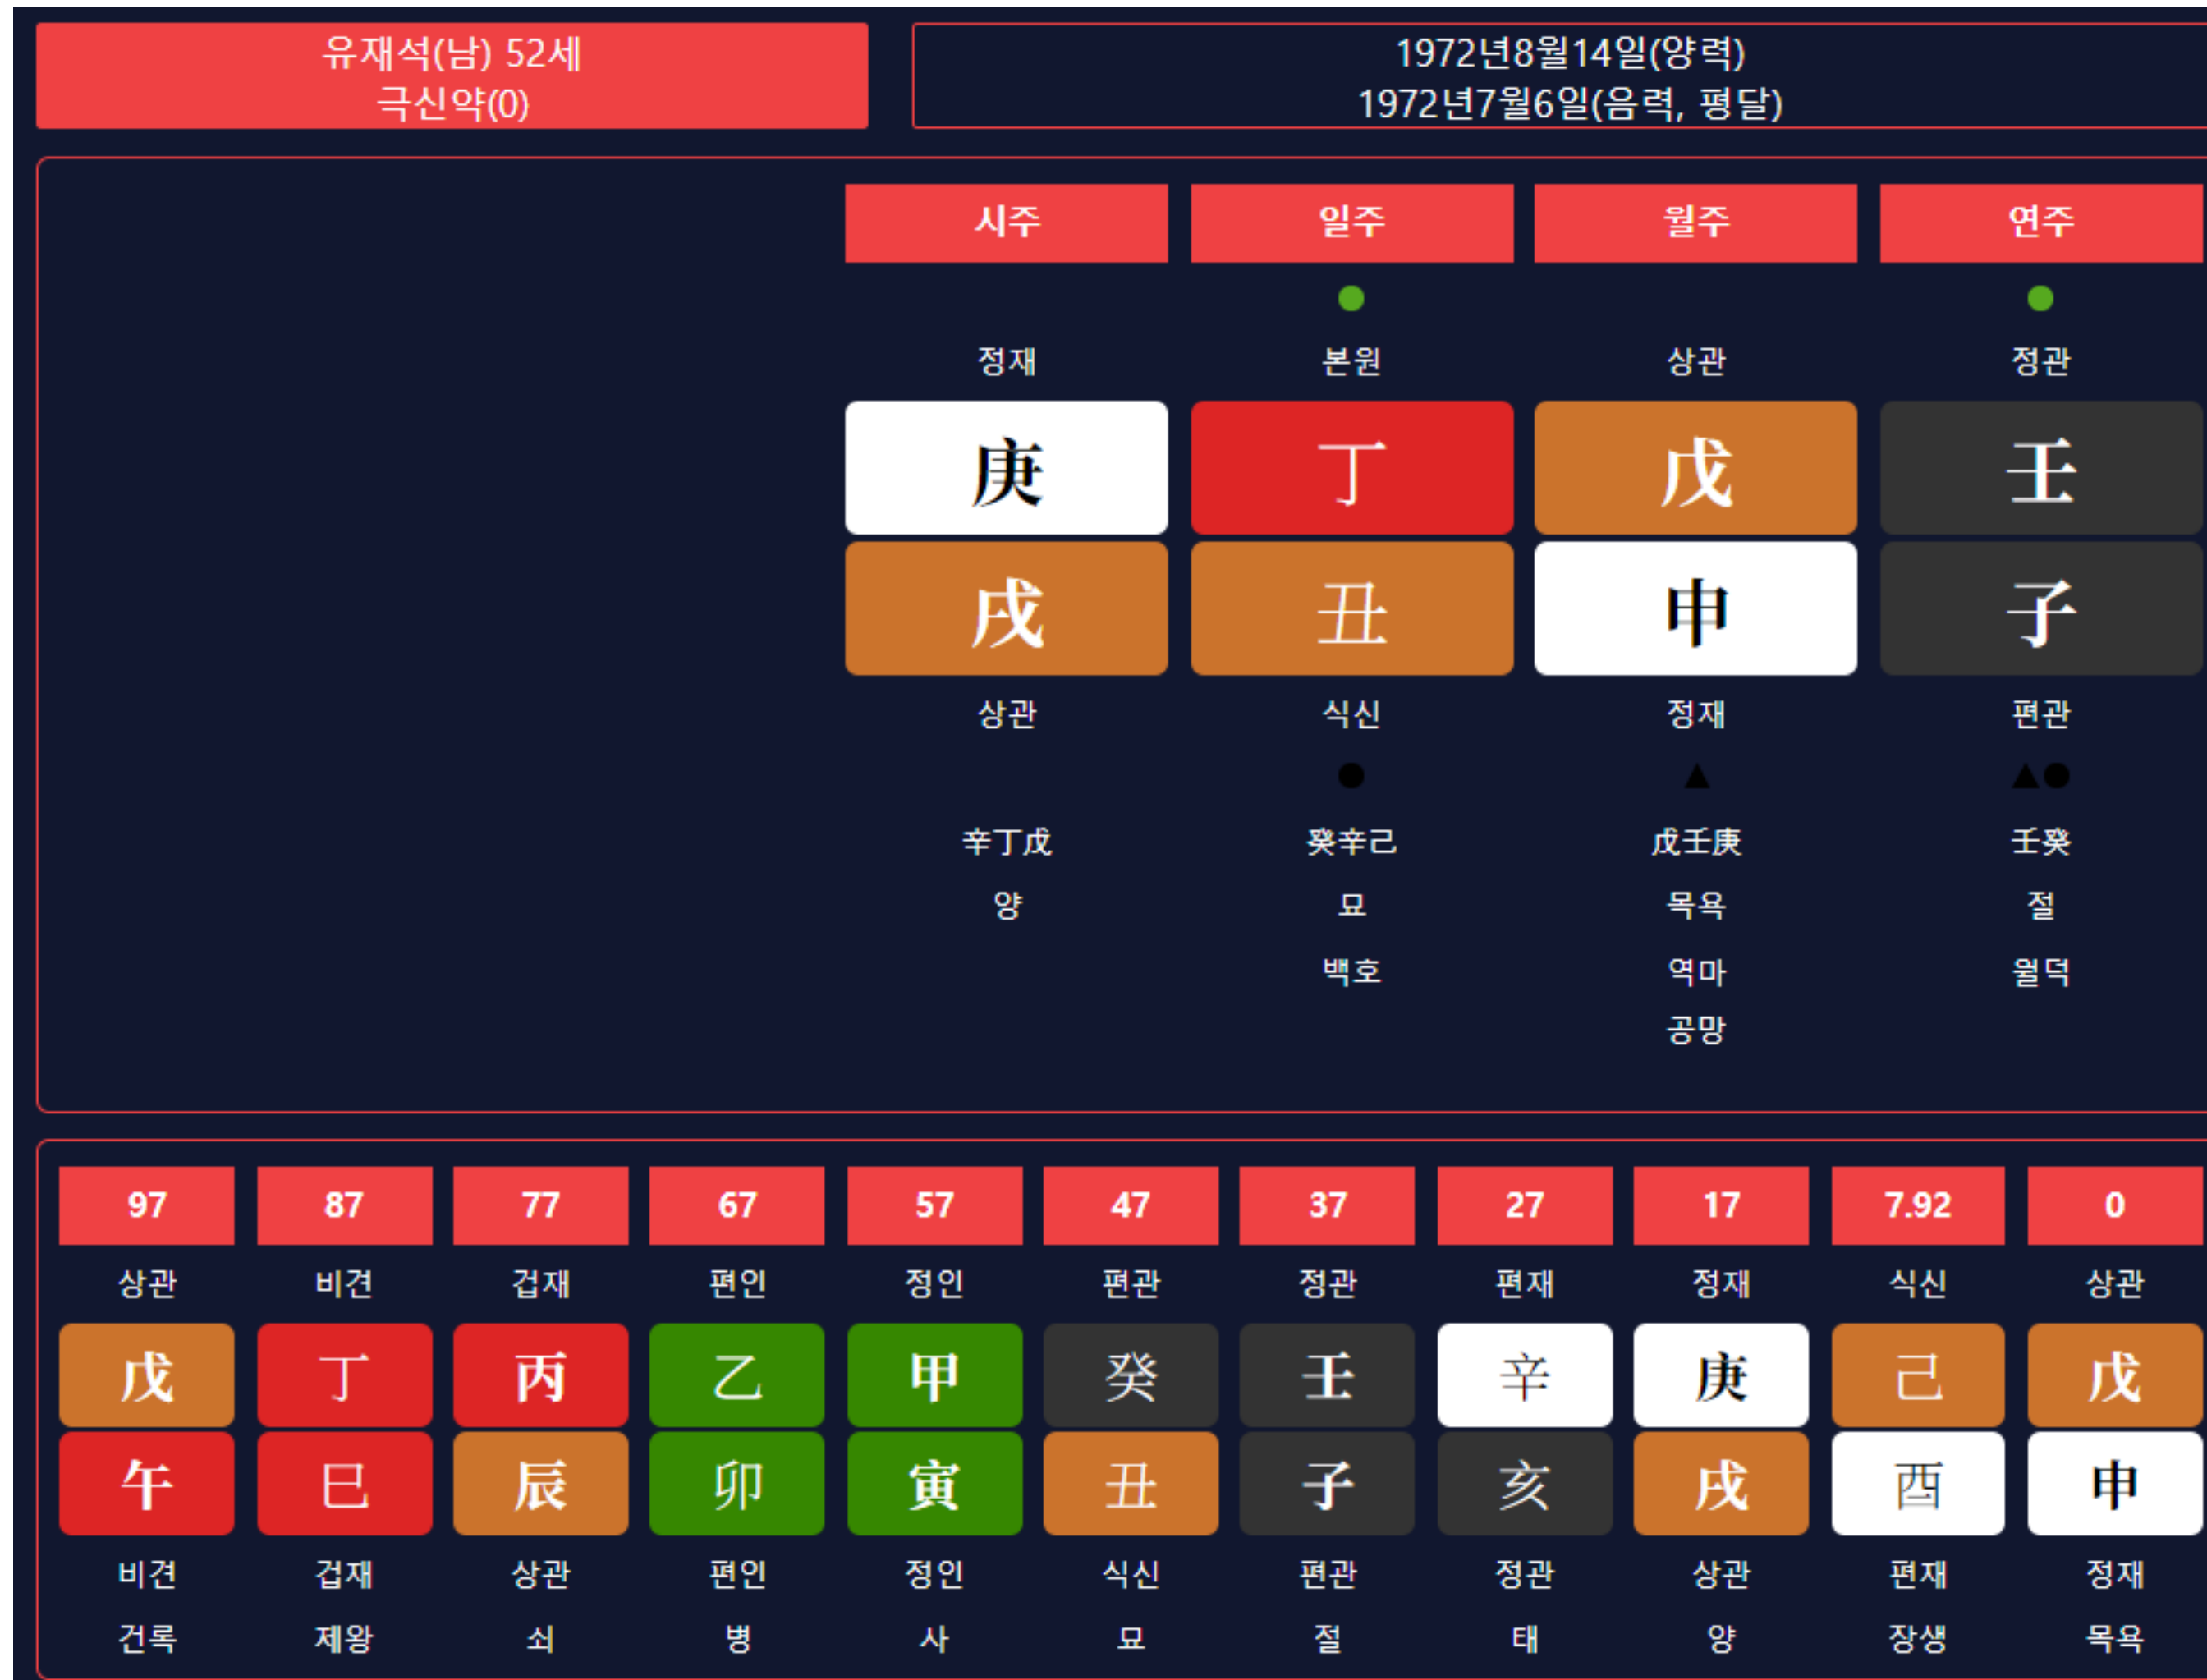 유재석(남) 52세
극신약(0)
1972년8월14일(양력)
1972년7월6일(음력, 평달)
시주 일주 월주 연주
정재 본원 상관 정관
庚 丁 戊 壬
戌 丑 申 子
상관 식신 정재 편관
辛丁戊 癸辛己 戊壬庚 壬癸
양 묘 목욕 절
백호 역마 월덕
공망
97 87 77 67 57 47 37 27 17 7.92 0
상관 비견 겁재 편인 정인 편관 정관 편재 정재 식신 상관
戊 丁 丙 乙 甲 癸 壬 辛 庚 己 戊
午 巳 辰 卯 寅 丑 子 亥 戌 酉 申
비견 겁재 상관 편인 정인 식신 편관 정관 상관 편재 정재
건록 제왕 쇠 병 사 묘 절 태 양 장생 목욕